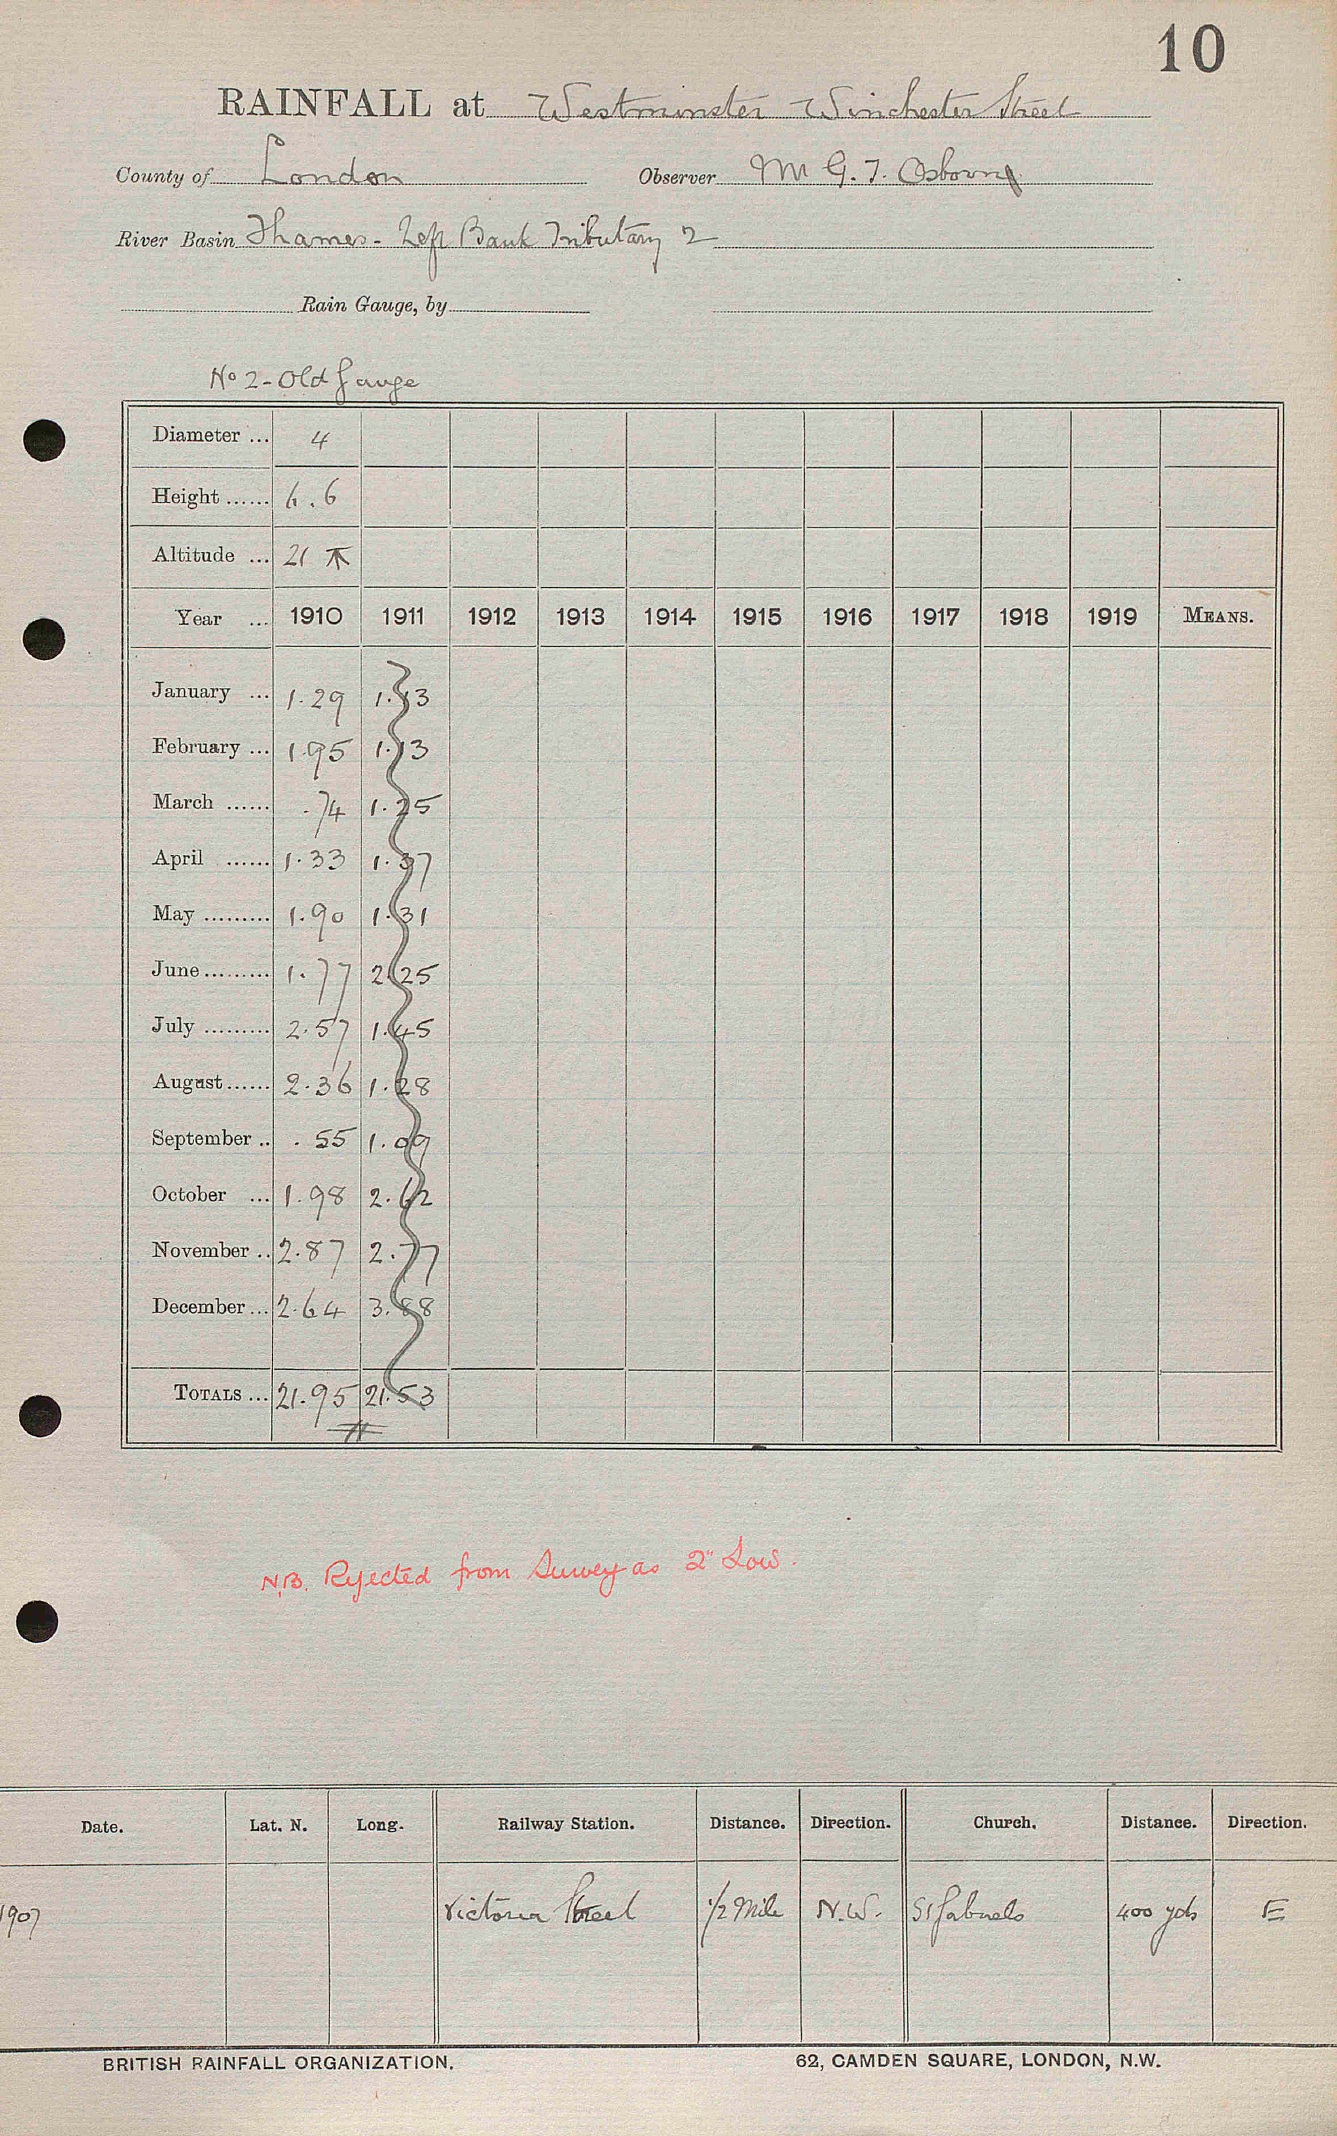 10
RAINFALL at Westminster Winchester Street
County of London Observer Mr G. T. Osborne
River Basin Thames - Left Bank Tributary 2
Rain Gauge, by
No 2 - Old Gauge
Diameter ... 4
Height ...... 6.6
Altitude ... 21
Year ... 1910 1911 1912 1913 1914 1915 1916 1917 1918 1919 MEANS.
January ... 1.29 1.13
February ... 1.95 1.13
March ...... .74 1.25
April ...... 1.33 1.37
May ......... 1.90 1.31
June ......... 1.77 2.25
July ......... 2.57 1.45
August ...... 2.36 1.28
September .. .55 1.09
October ... 1.98 2.62
November .. 2.87 2.77
December ... 2.64 3.88
TOTALS ... 21.95 21.53
N.B. Rejected from Survey as 2" Low.
Date. Lat. N. Long. Railway Station. Distance. Direction. Church. Distance. Direction.
1907 Victoria Street 1/2 Mile N.W. St Gabriels 400 yds E
BRITISH RAINFALL ORGANIZATION. 62, CAMDEN SQUARE, LONDON, N.W.